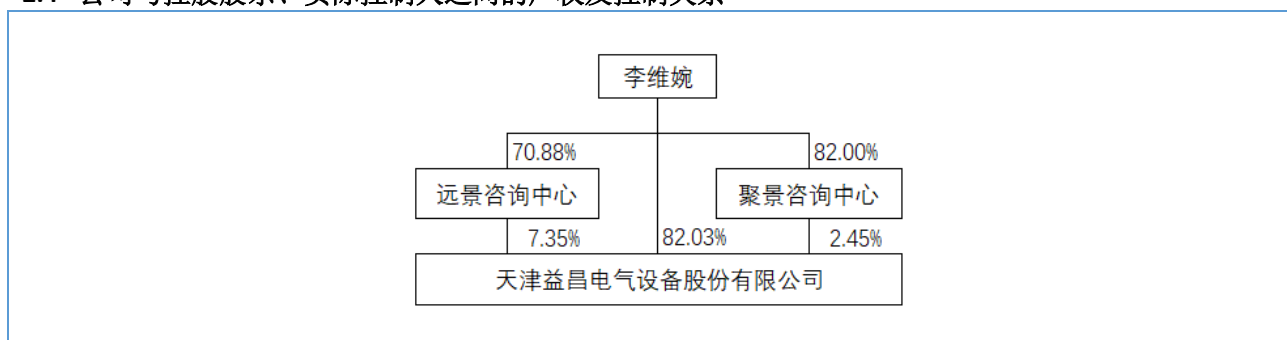 李维婉
70.88%
82.00%
远景咨询中心
聚景咨询中心
7.35%
82.03%
2.45%
天津益昌电气设备股份有限公司